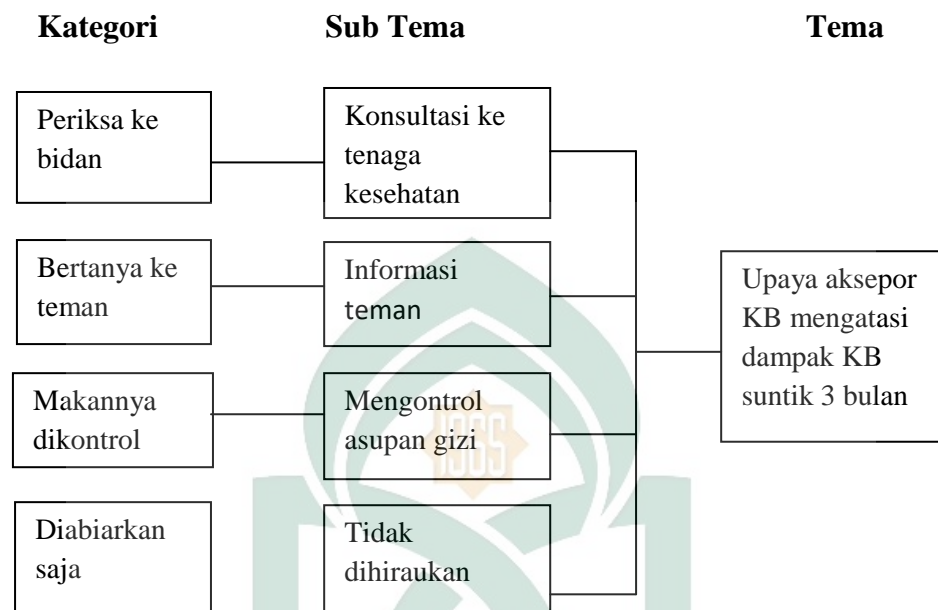 Kategori Sub Tema Tema
Periksa ke
bidan
Konsultasi ke
tenaga
kesehatan
Bertanya ke
teman
Informasi
teman
Makannya
dikontrol
Mengontrol
asupan gizi
Diabiarkan
saja
Tidak
dihiraukan
Upaya aksepor
KB mengatasi
dampak KB
suntik 3 bulan
1965